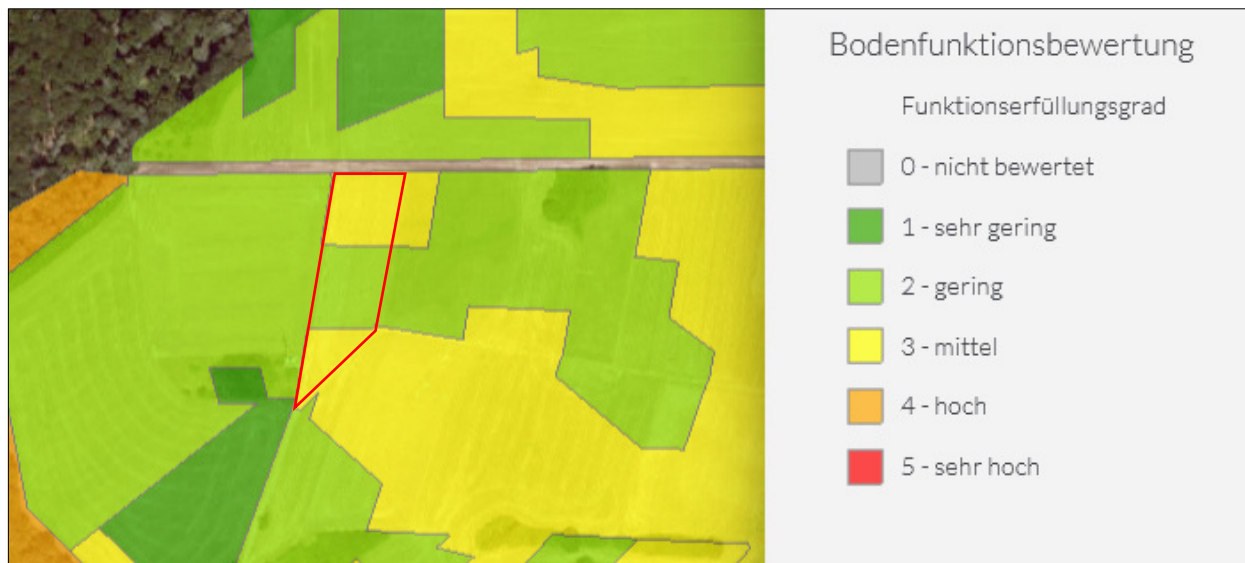 Bodenfunktionsbewertung
Funktionserfüllungsgrad
0 - nicht bewertet
1 - sehr gering
2 - gering
3 - mittel
4 - hoch
5 - sehr hoch